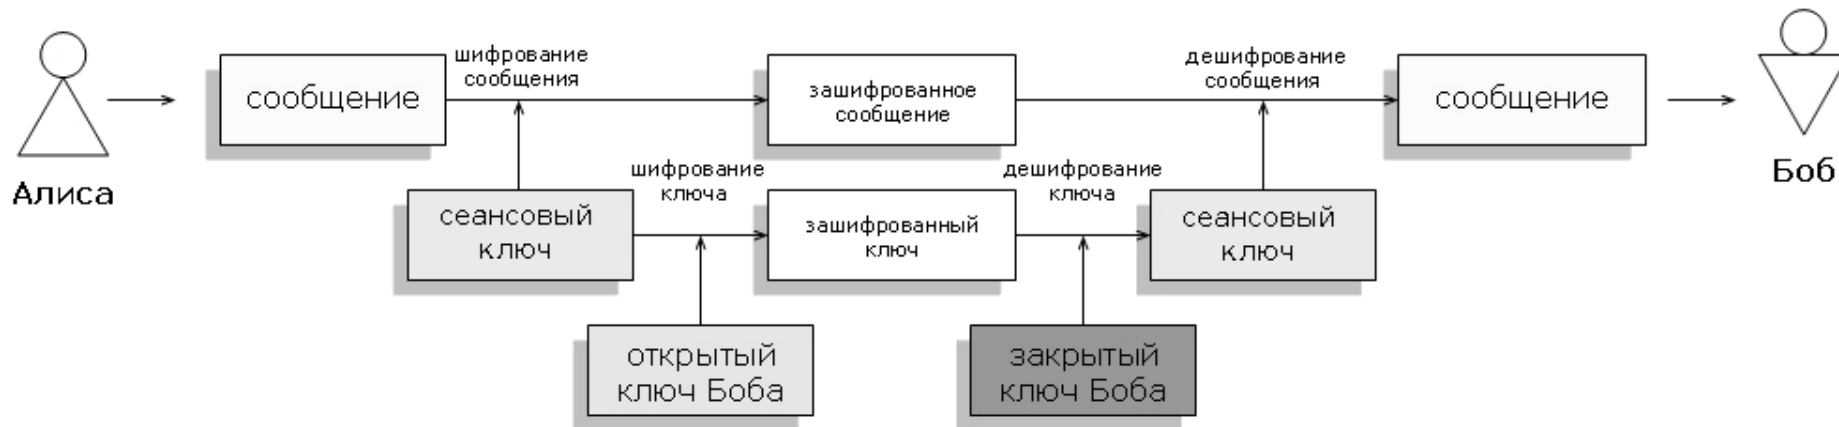 шифрование
сообщения
дешифрование
сообщения
сообщение
зашифрованное
сообщение
сообщение
Алиса
Боб
шифрование
ключа
дешифрование
ключа
сеансовый
ключ
зашифрованный
ключ
сеансовый
ключ
открытый
ключ Боба
закрытый
ключ Боба